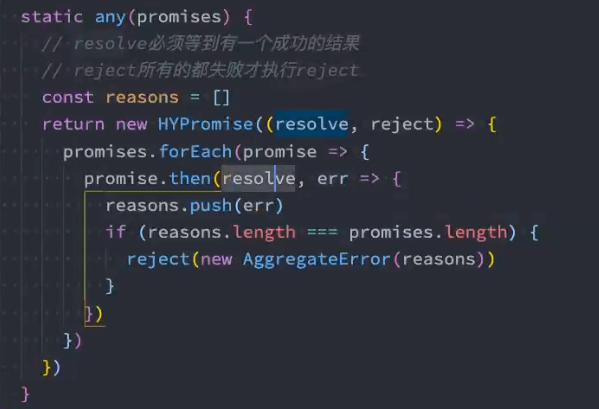 static any(promises) {
// resolve必须等到有一个成功的结果
// reject所有的都失败才执行reject
const reasons = []
return new HYPromise((resolve, reject) => {
promises.forEach(promise => {
promise.then(resolve, err => {
reasons.push(err)
if (reasons.length === promises.length) {
reject(new AggregateError(reasons))
}
})
})
})
}